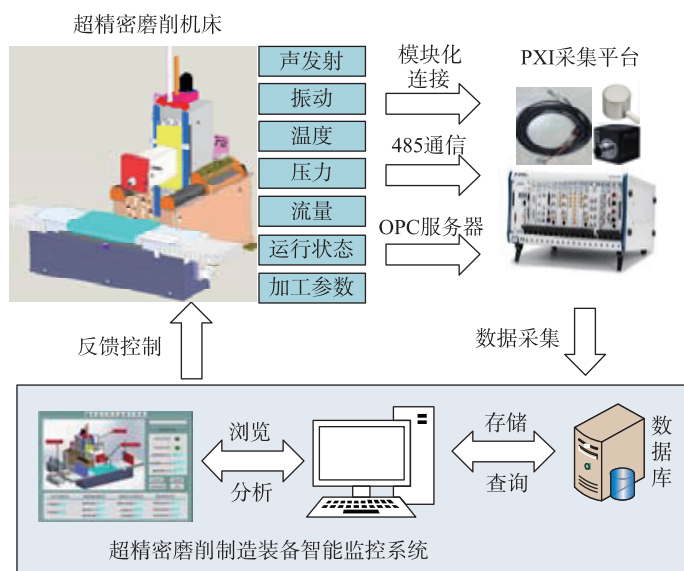 超精密磨削机床
声发射
振动
温度
压力
流量
运行状态
加工参数
模块化
连接
485通信
OPC服务器
PXI采集平台
反馈控制
数据采集
浏览
分析
存储
查询
数据库
超精密磨削制造装备智能监控系统